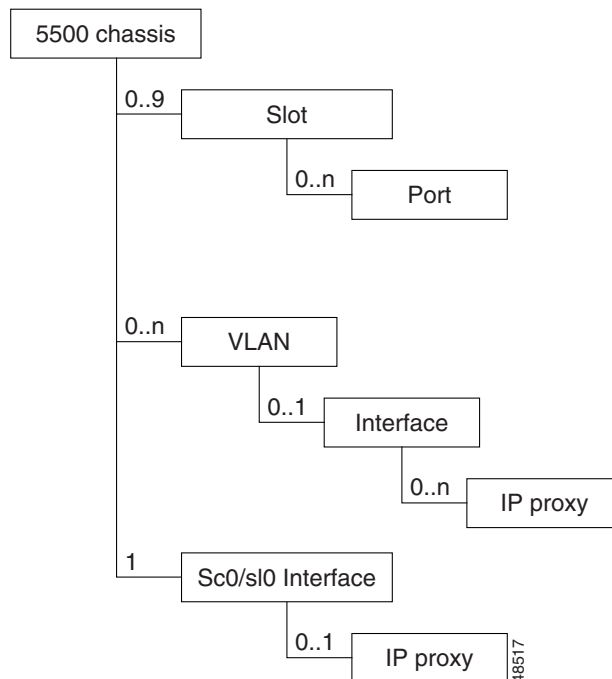 5500 chassis
0..9
Slot
0..n
Port
0..n
VLAN
0..1
Interface
0..n
IP proxy
1
Sc0/sl0 Interface
0..1
IP proxy
48517